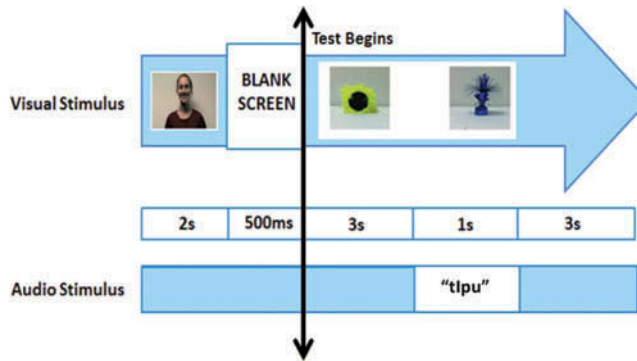 Test Begins
Visual Stimulus
BLANK
SCREEN
2s
500ms
3s
1s
3s
Audio Stimulus
“tIpu”